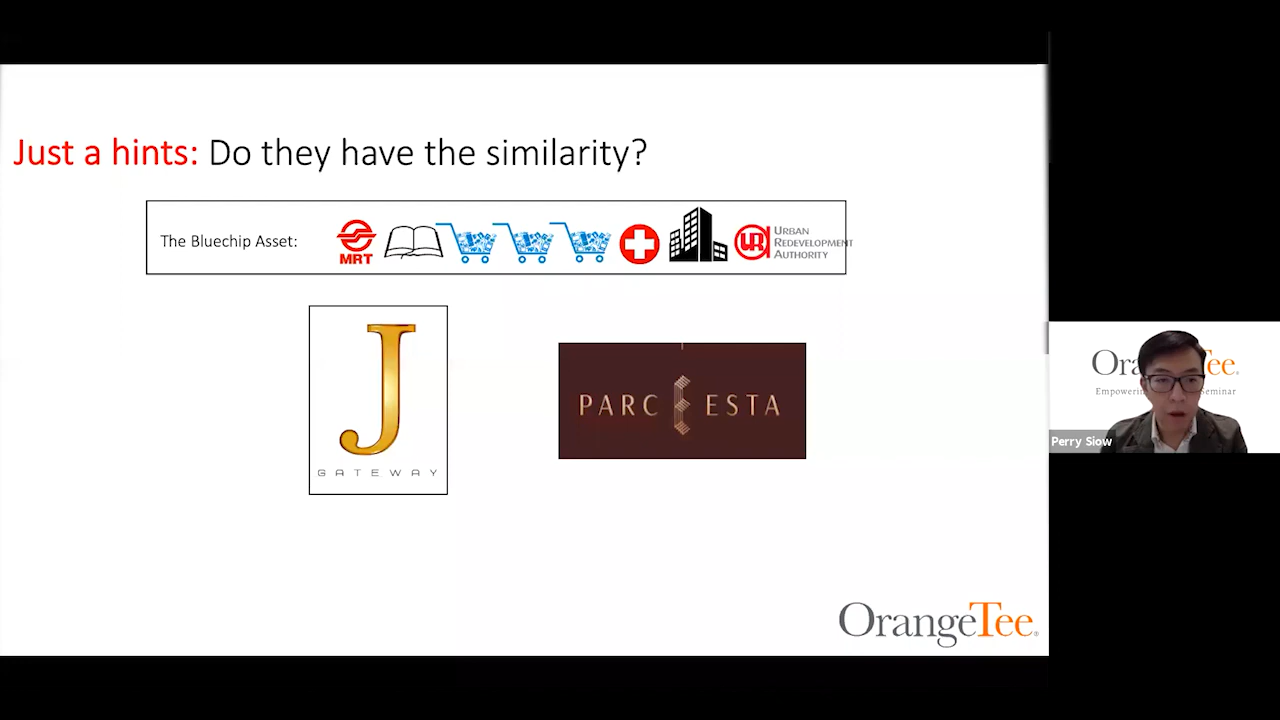 Just a hints: Do they have the similarity?
The Bluechip Asset:
MRT
URBAN
REDEVELOPMENT
AUTHORITY
J
GATEWAY
PARC ESTA
OrangeTee
Perry Siow
OrangeTee